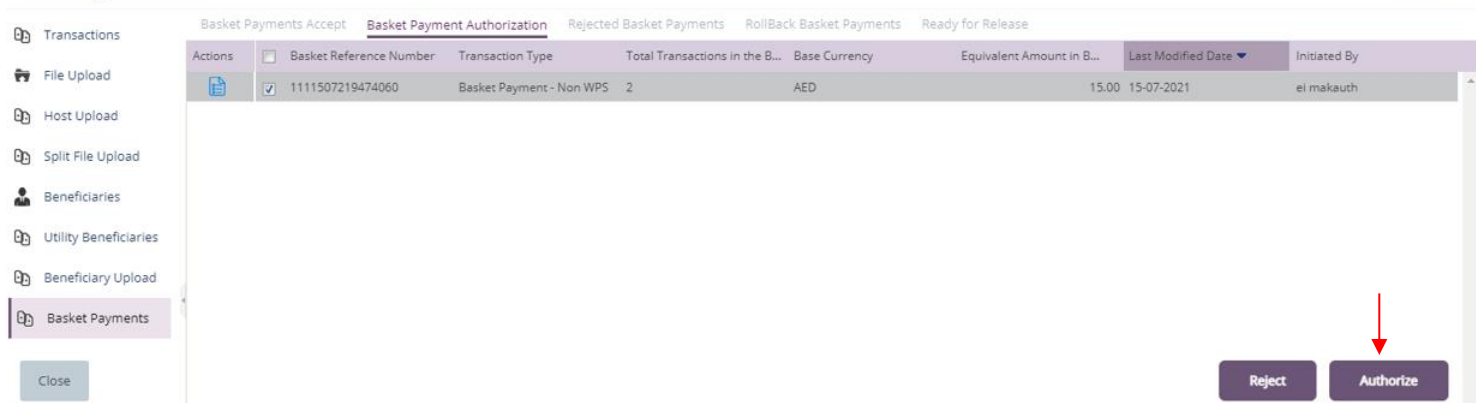 Basket Payments Accept Basket Payment Authorization Rejected Basket Payments RollBack Basket Payments Ready for Release
Transactions
File Upload
Host Upload
Split File Upload
Beneficiaries
Utility Beneficiaries
Beneficiary Upload
Basket Payments
Close
Actions Basket Reference Number Transaction Type Total Transactions in the B... Base Currency Equivalent Amount in B... Last Modified Date Initiated By
1111507219474060 Basket Payment - Non WPS 2 AED 15.00 15-07-2021 ei makauth
Reject Authorize